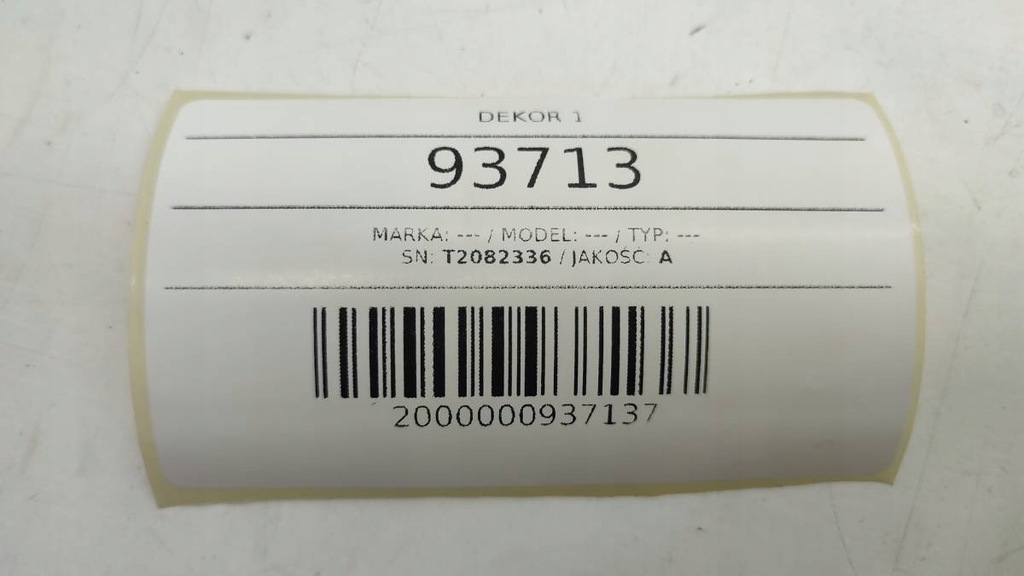 DEKOR 1
93713
MARKA: --- / MODEL: --- / TYP: ---
SN: T2082336 / JAKOŚĆ: A
2000000937137